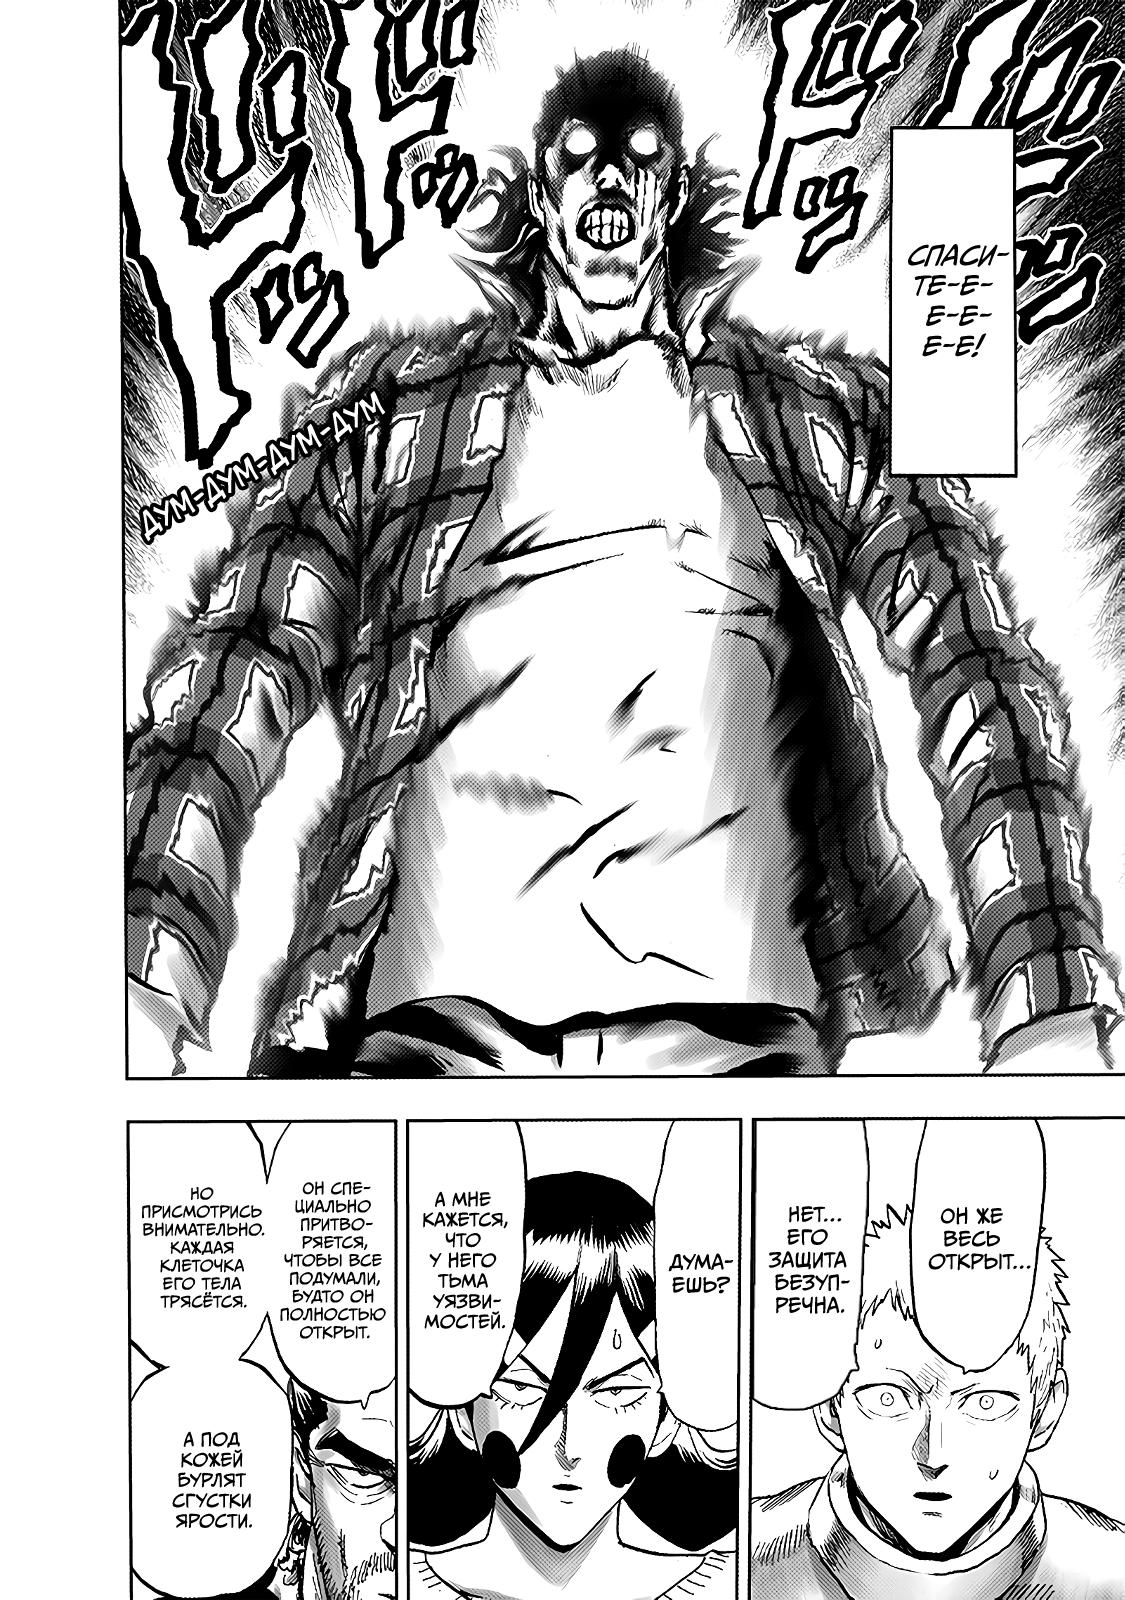 СПАСИ-
ТЕ-Е-
Е-Е-
Е-Е!
ДУМ-ДУМ-ДУМ-ДУМ
ОН ЖЕ
ВЕСЬ
ОТКРЫТ...
НЕТ...
ЕГО
ЗАЩИТА
БЕЗУП-
РЕЧНА.
ДУМА-
ЕШЬ?
А МНЕ
КАЖЕТСЯ,
ЧТО
У НЕГО
ТЬМА
УЯЗВИ-
МОСТЕЙ.
ОН СПЕ-
ЦИАЛЬНО
ПРИТВО-
РЯЕТСЯ,
ЧТОБЫ ВСЕ
ПОДУМАЛИ,
БУДТО ОН
ПОЛНОСТЬЮ
ОТКРЫТ.
НО
ПРИСМОТРИСЬ
ВНИМАТЕЛЬНО.
КАЖДАЯ
КЛЕТОЧКА
ЕГО ТЕЛА
ТРЯСЁТСЯ.
А ПОД
КОЖЕЙ
БУРЛЯТ
СГУСТКИ
ЯРОСТИ.